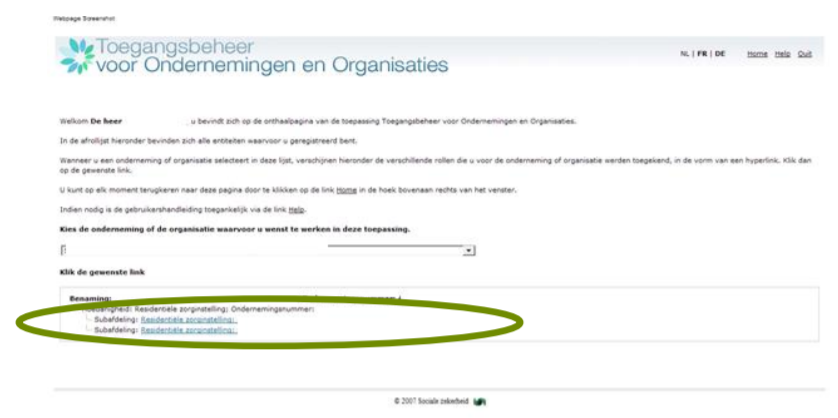 Webpage Screenshot
Toegangsbeheer
voor Ondernemingen en Organisaties
NL | FR | DE Home Help Quit
Welkom De heer , u bevindt zich op de onthaalpagina van de toepassing Toegangsbeheer voor Ondernemingen en Organisaties.
In de afrollijst hieronder bevinden zich alle entiteiten waarvoor u geregistreerd bent.
Wanneer u een onderneming of organisatie selecteert in deze lijst, verschijnen hieronder de verschillende rollen die u voor de onderneming of organisatie werden toegekend, in de vorm van een hyperlink. Klik dan
op de gewenste link.
U kunt op elk moment terugkeren naar deze pagina door te klikken op de link Home in de hoek bovenaan rechts van het venster.
Indien nodig is de gebruikershandleiding toegankelijk via de link Help.
Kies de onderneming of de organisatie waarvoor u wenst te werken in deze toepassing.
Klik de gewenste link
Benaming:
Hoedanigheid: Residentiële zorginstelling; Ondernemingsnummer:
Subafdeling: Residentiële zorginstelling;
Subafdeling: Residentiële zorginstelling;
© 2007 Sociale zekerheid